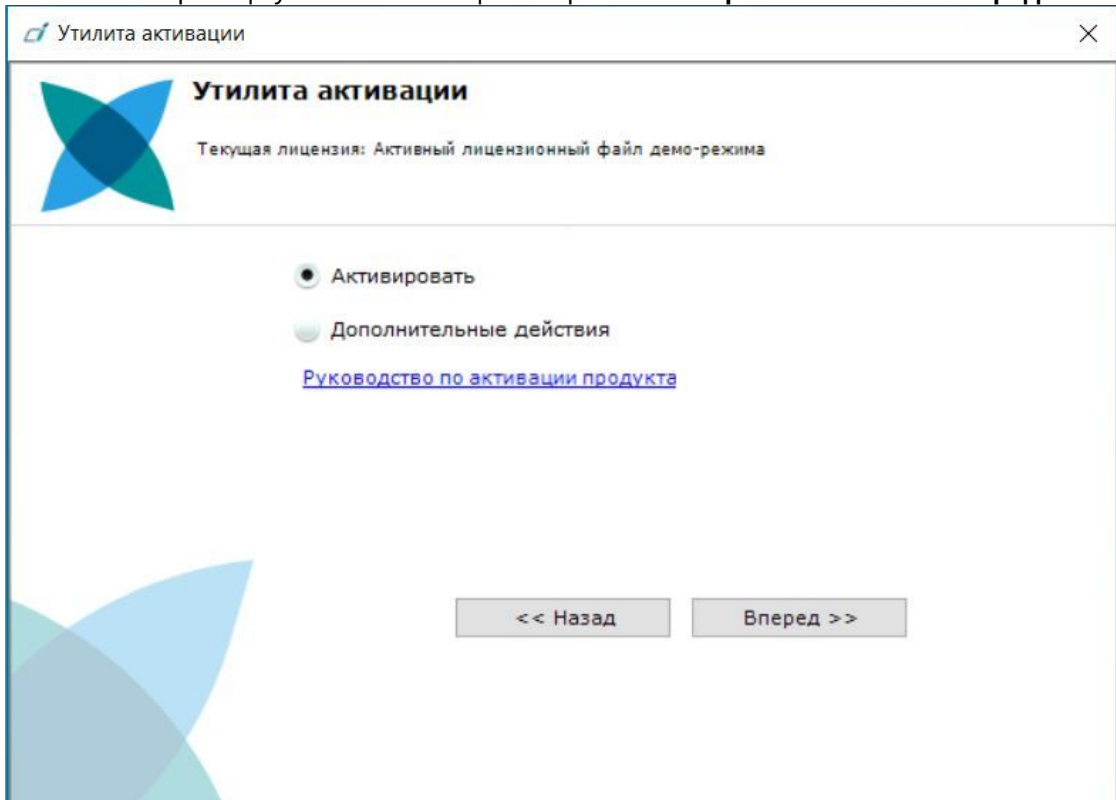 Утилита активации
Утилита активации
Текущая лицензия: Активный лицензионный файл демо-режима
Активировать
Дополнительные действия
Руководство по активации продукта
<< Назад
Вперед >>